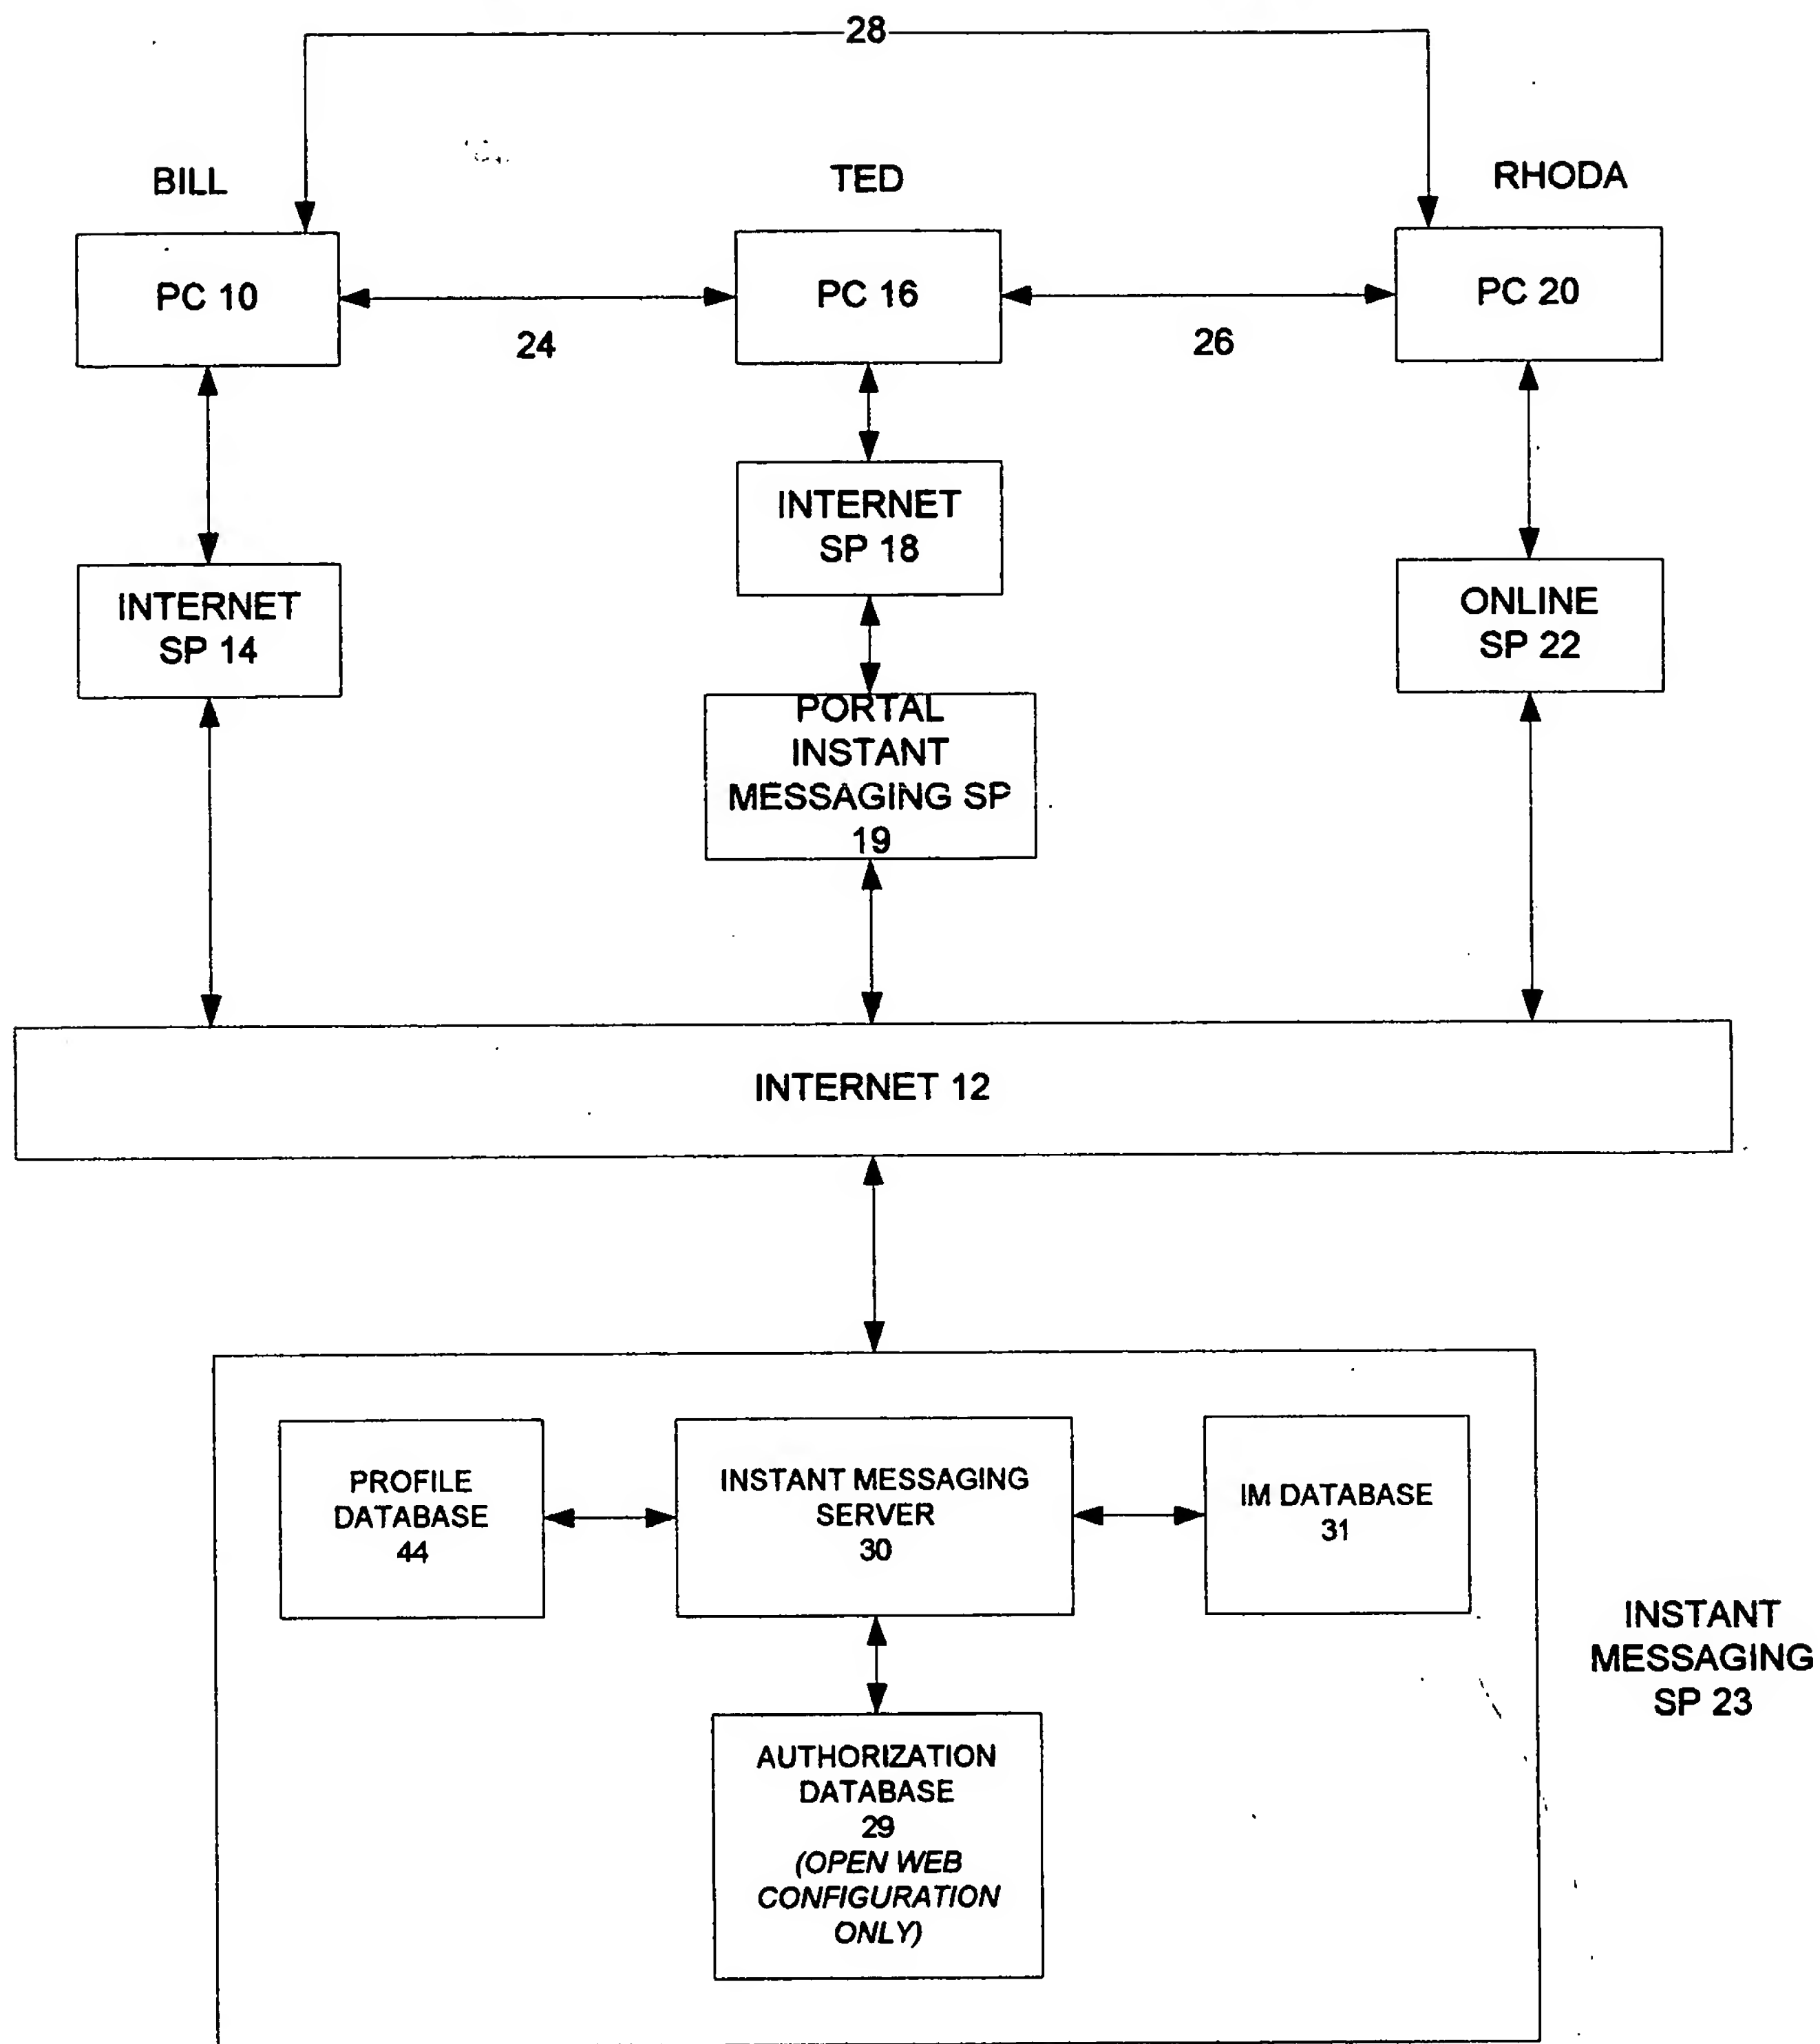 28
BILL
TED
RHODA
PC 10
PC 16
PC 20
24
26
INTERNET
SP 18
INTERNET
SP 14
ONLINE
SP 22
PORTAL
INSTANT
MESSAGING SP
19
INTERNET 12
PROFILE
DATABASE
44
INSTANT MESSAGING
SERVER
30
IM DATABASE
31
INSTANT
MESSAGING
SP 23
AUTHORIZATION
DATABASE
29
(OPEN WEB
CONFIGURATION
ONLY)